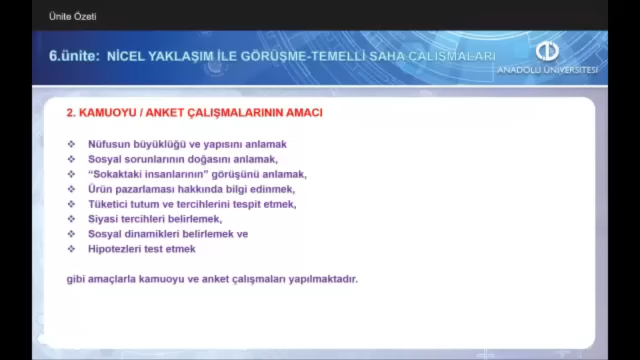 Ünite Özeti
6.ünite: NİCEL YAKLAŞIM İLE GÖRÜŞME-TEMELLİ SAHA ÇALIŞMALARI
ANADOLU ÜNİVERSİTESİ
2. KAMUOYU / ANKET ÇALIŞMALARININ AMACI
Nüfusun büyüklüğü ve yapısını anlamak
Sosyal sorunlarının doğasını anlamak,
“Sokaktaki insanlarının” görüşünü anlamak,
Ürün pazarlaması hakkında bilgi edinmek,
Tüketici tutum ve tercihlerini tespit etmek,
Siyasi tercihleri belirlemek,
Sosyal dinamikleri belirlemek ve
Hipotezleri test etmek
gibi amaçlarla kamuoyu ve anket çalışmaları yapılmaktadır.